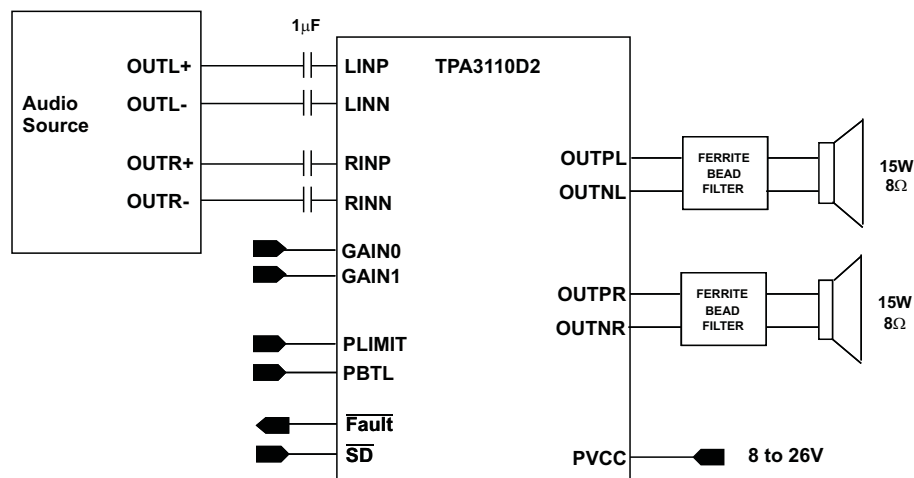 1μF
Audio
Source
OUTL+
OUTL-
OUTR+
OUTR-
TPA3110D2
LINP
LINN
RINP
RINN
GAIN0
GAIN1
PLIMIT
PBTL
Fault
SD
OUTPL
OUTNL
FERRITE
BEAD
FILTER
15W
8Ω
OUTPR
OUTNR
FERRITE
BEAD
FILTER
15W
8Ω
PVCC
8 to 26V